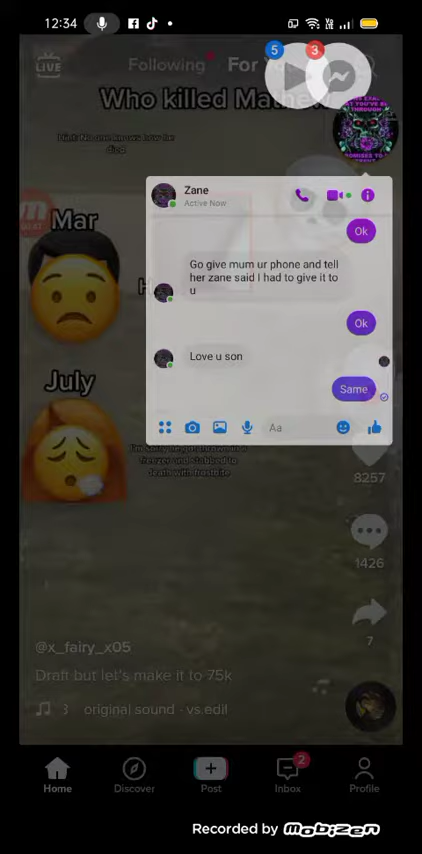 12:34
LIVE
Following
For
5
3
Who killed
died
Mar
July
Zane
Active Now
Ok
Go give mum ur phone and tell
her zane said I had to give it to
u
Ok
Love u son
Same
Aa
8257
1426
7
@x_fairy_x05
Draft but let's make it to 75k
3 original sound - vs.edit
Home
Discover
Post
Inbox
2
Profile
Recorded by mobizen